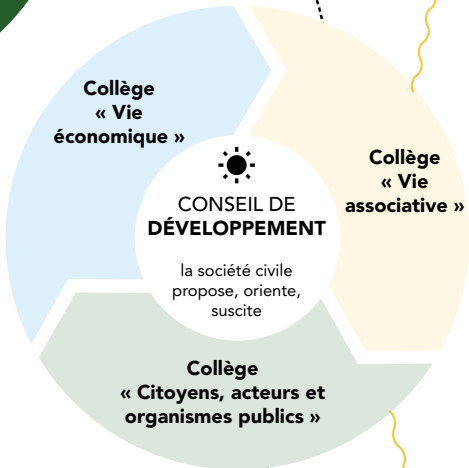 Collège
« Vie
économique »
Collège
« Vie
associative »
CONSEIL DE
DÉVELOPPEMENT
la société civile
propose, oriente,
suscite
Collège
« Citoyens, acteurs et
organismes publics »